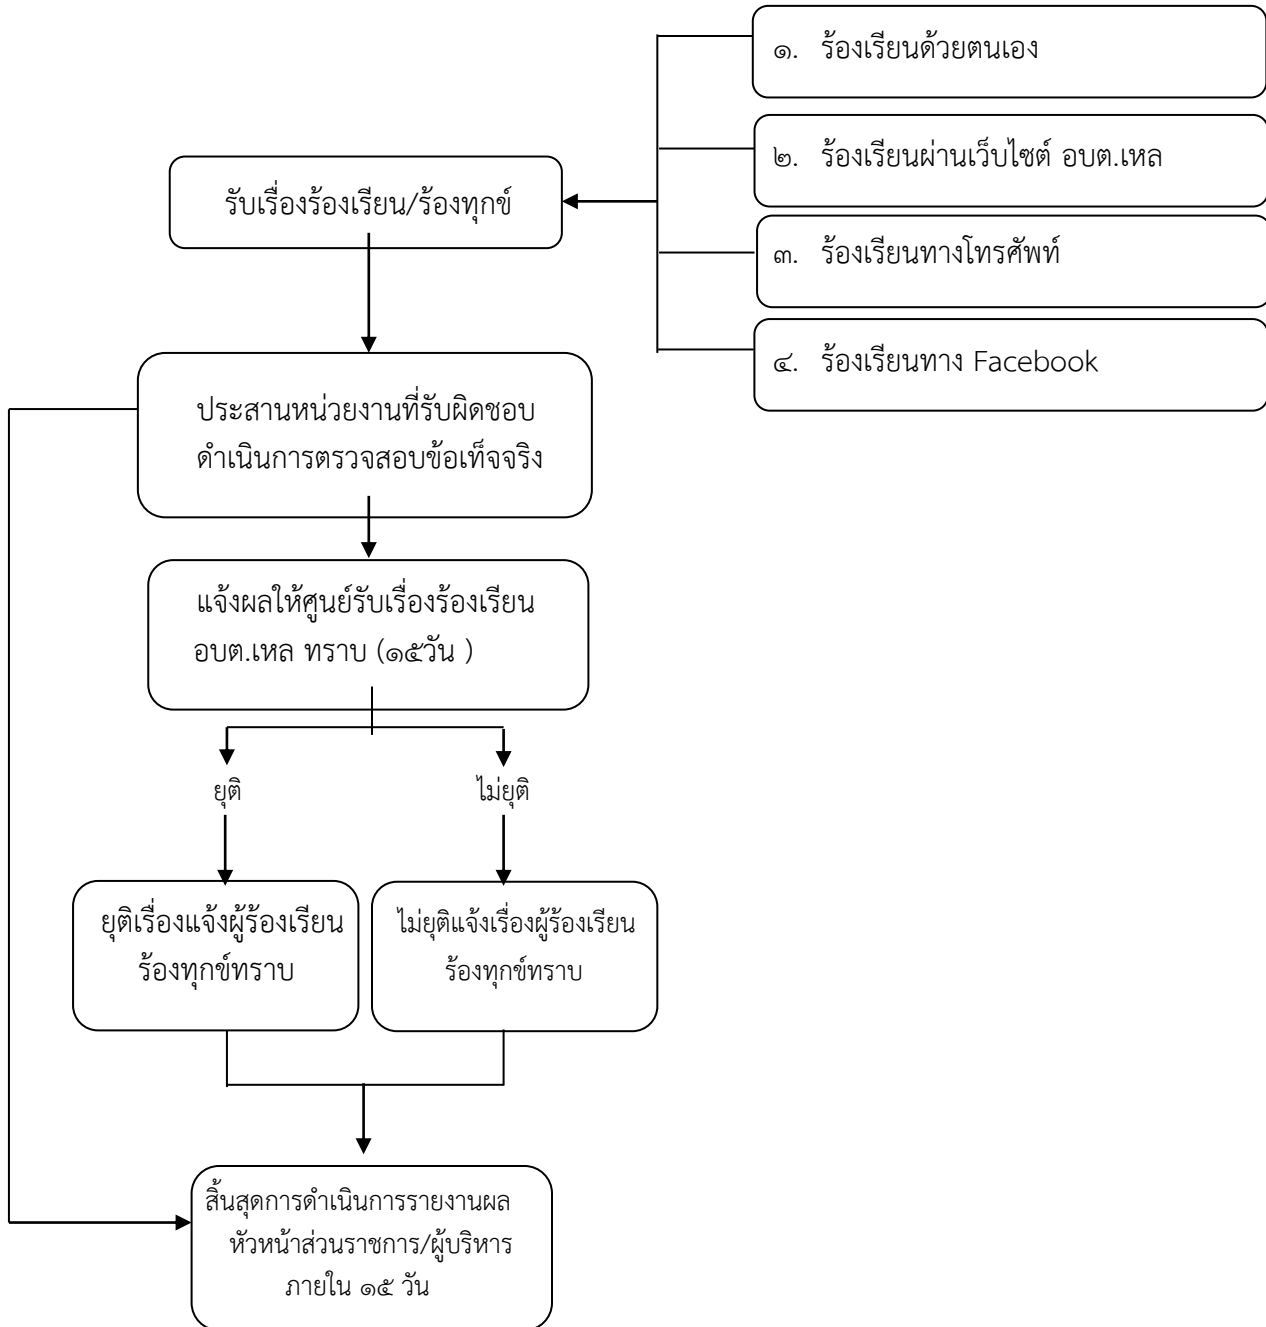 ๑. ร้องเรียนด้วยตนเอง
๒. ร้องเรียนผ่านเว็บไซต์ อบต.เหล
๓. ร้องเรียนทางโทรศัพท์
๔. ร้องเรียนทาง Facebook
รับเรื่องร้องเรียน/ร้องทุกข์
ประสานหน่วยงานที่รับผิดชอบ
ดำเนินการตรวจสอบข้อเท็จจริง
แจ้งผลให้ศูนย์รับเรื่องร้องเรียน
อบต.เหล ทราบ (๑๕วัน )
ยุติ
ไม่ยุติ
ยุติเรื่องแจ้งผู้ร้องเรียน
ร้องทุกข์ทราบ
ไม่ยุติแจ้งเรื่องผู้ร้องเรียน
ร้องทุกข์ทราบ
สิ้นสุดการดำเนินการรายงานผล
หัวหน้าส่วนราชการ/ผู้บริหาร
ภายใน ๑๕ วัน